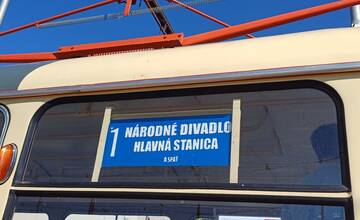 1 NÁRODNÉ DIVADLO
HLAVNÁ STANICA
A SPÄŤ